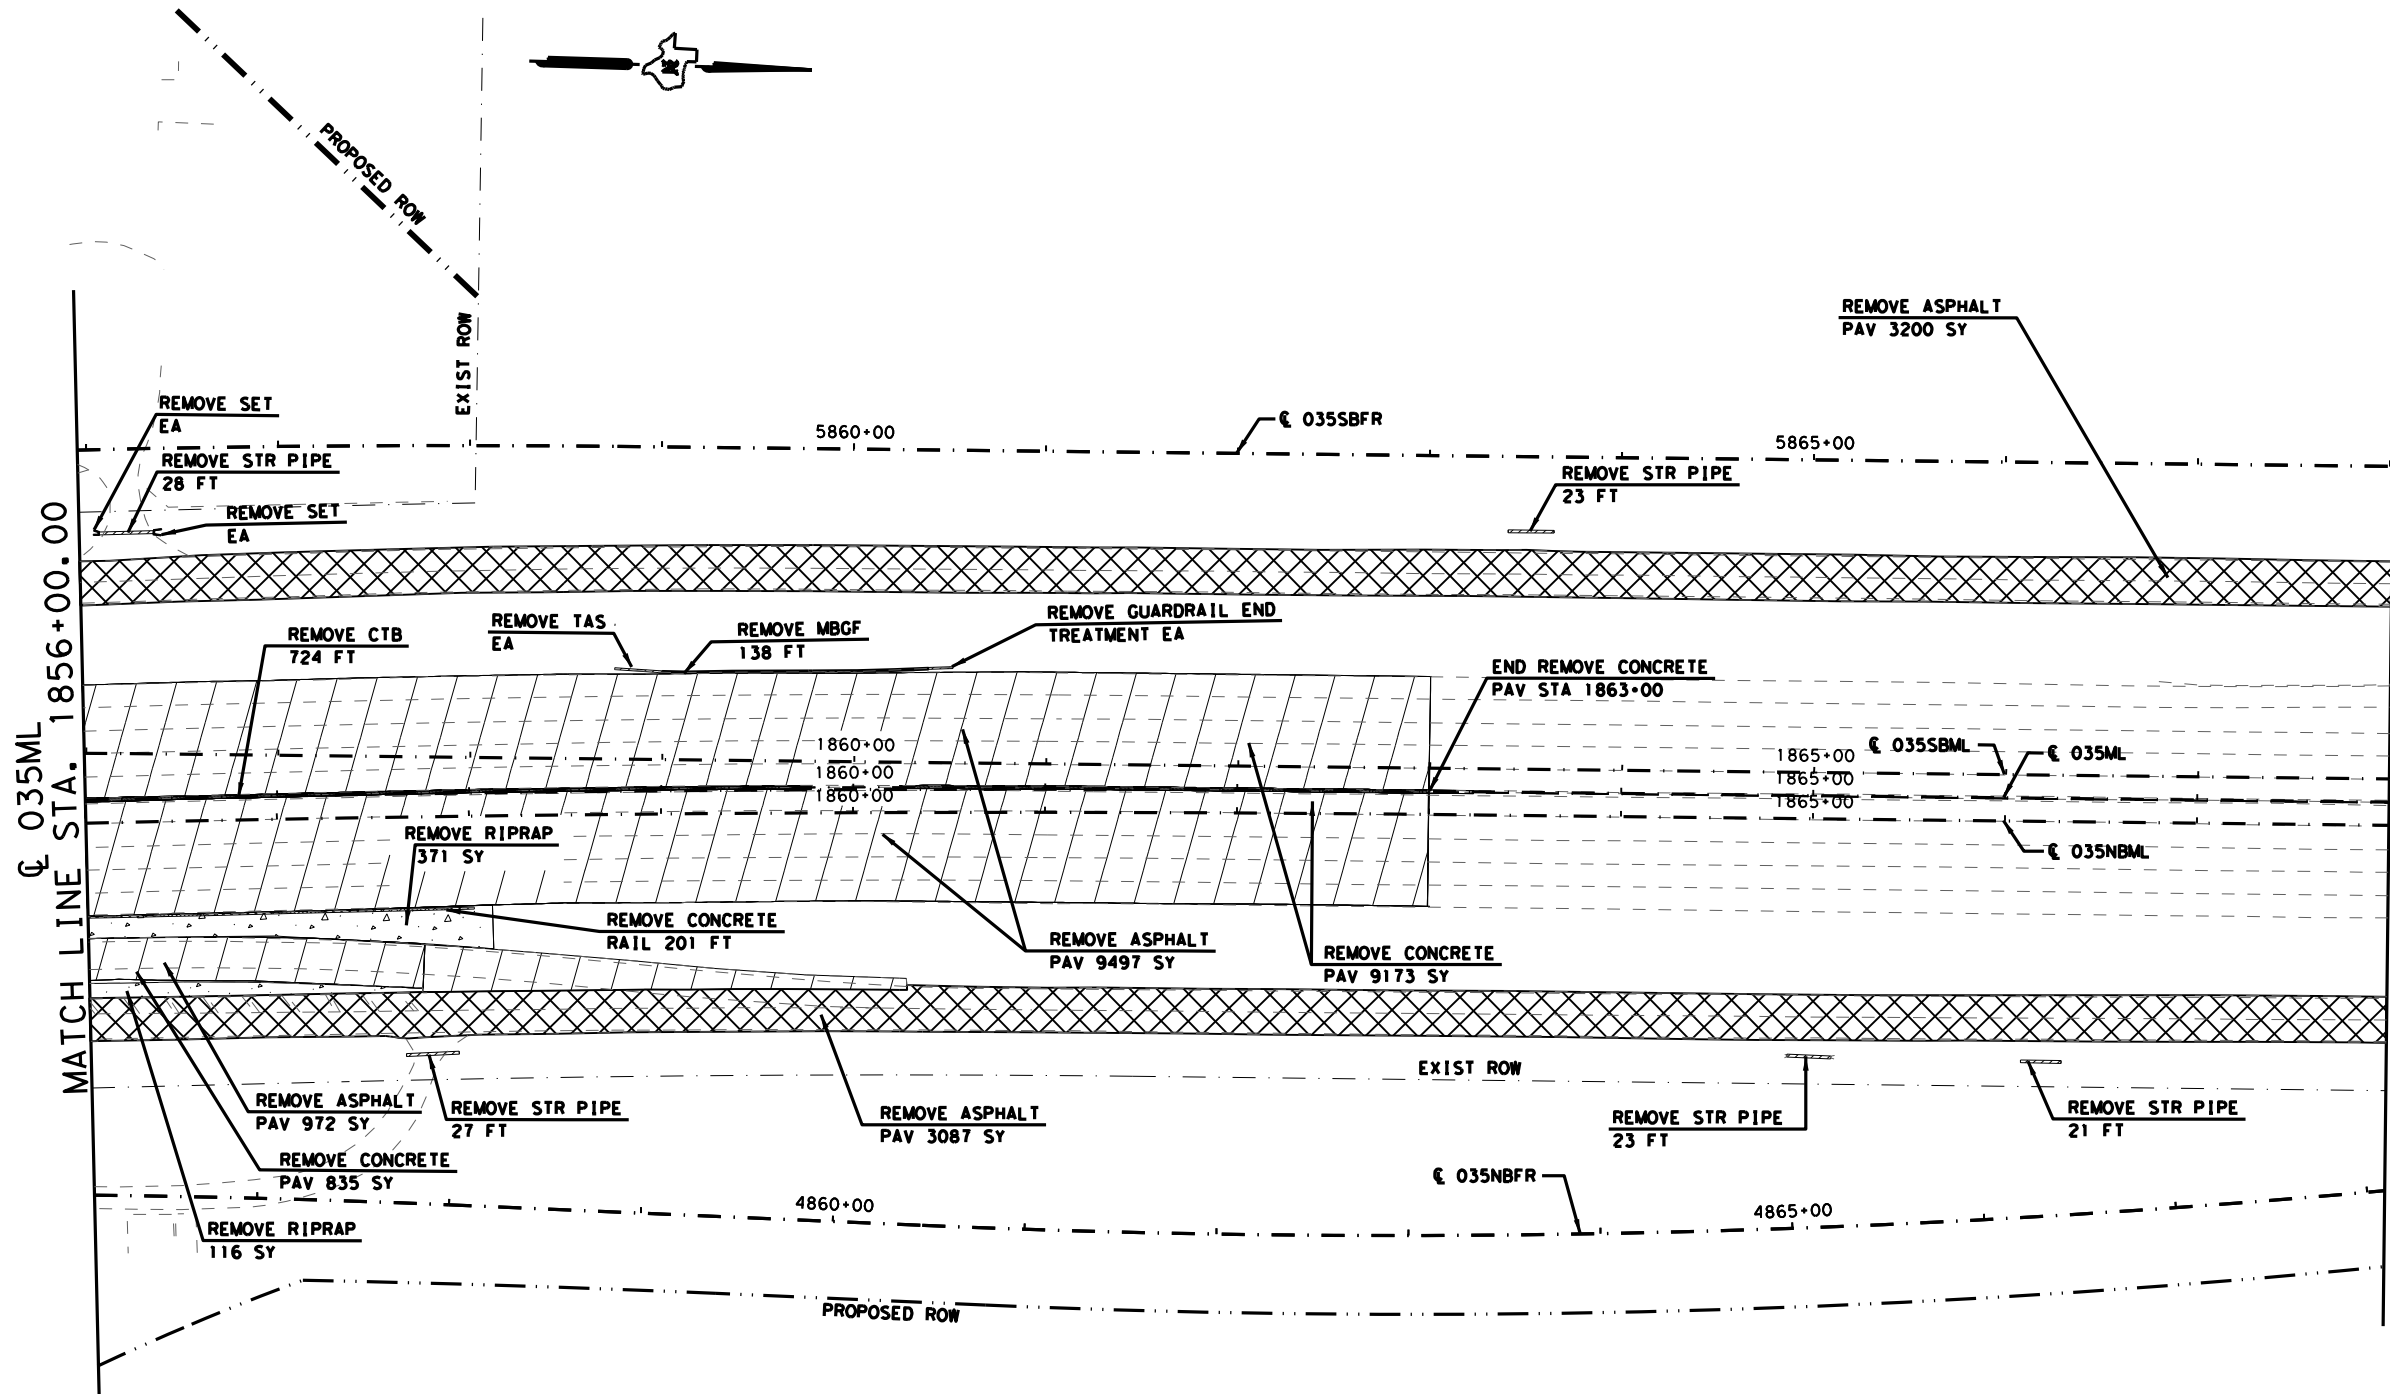 PROPOSED ROW
EXIST ROW
REMOVE ASPHALT
PAV 3200 SY
REMOVE SET
EA
℄ 035SBFR
5860+00
5865+00
REMOVE STR PIPE
28 FT
REMOVE STR PIPE
23 FT
REMOVE SET
EA
℄ 035ML
MATCH LINE STA. 1856+00.00
REMOVE CTB
724 FT
REMOVE TAS
EA
REMOVE MBGF
138 FT
REMOVE GUARDRAIL END
TREATMENT EA
END REMOVE CONCRETE
PAV STA 1863+00
1860+00
1860+00
1860+00
1865+00
1865+00
1865+00
℄ 035SBML
℄ 035ML
℄ 035NBML
REMOVE RIPRAP
371 SY
REMOVE CONCRETE
RAIL 201 FT
REMOVE ASPHALT
PAV 9497 SY
REMOVE CONCRETE
PAV 9173 SY
EXIST ROW
REMOVE ASPHALT
PAV 972 SY
REMOVE STR PIPE
27 FT
REMOVE ASPHALT
PAV 3087 SY
REMOVE STR PIPE
23 FT
REMOVE STR PIPE
21 FT
REMOVE CONCRETE
PAV 835 SY
℄ 035NBFR
4860+00
4865+00
REMOVE RIPRAP
116 SY
PROPOSED ROW